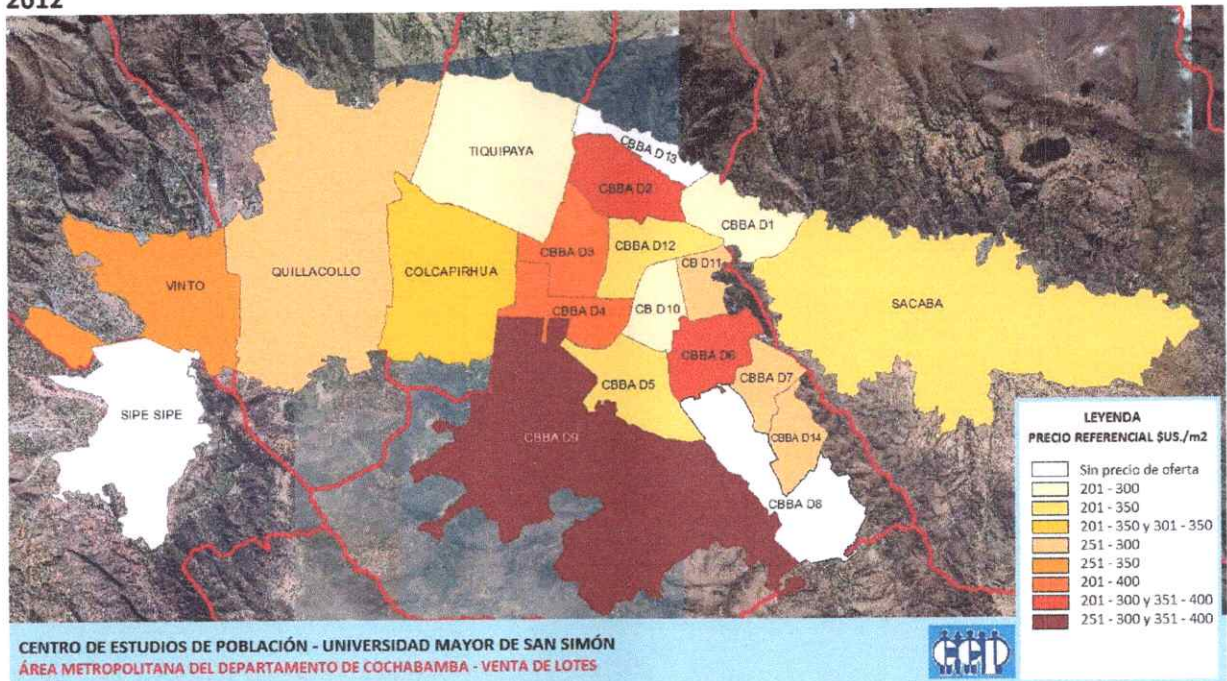 2012
CBBA D13
TIQUIPAYA
CBBA D2
CBBA D1
CBBA D3
CBBA D12
CB D11
QUILLACOLLO
COLCAPIRHUA
VINTO
SACABA
CB D10
CBBA D4
CBBA D6
CBBA D7
CBBA D5
SIPE SIPE
CBBA D9
CBBA D14
CBBA D8
LEYENDA
PRECIO REFERENCIAL $US./m2
Sin precio de oferta
201 - 300
201 - 350
201 - 350 y 301 - 350
251 - 300
251 - 350
201 - 400
201 - 300 y 351 - 400
251 - 300 y 351 - 400
CENTRO DE ESTUDIOS DE POBLACIÓN - UNIVERSIDAD MAYOR DE SAN SIMÓN
ÁREA METROPOLITANA DEL DEPARTAMENTO DE COCHABAMBA - VENTA DE LOTES